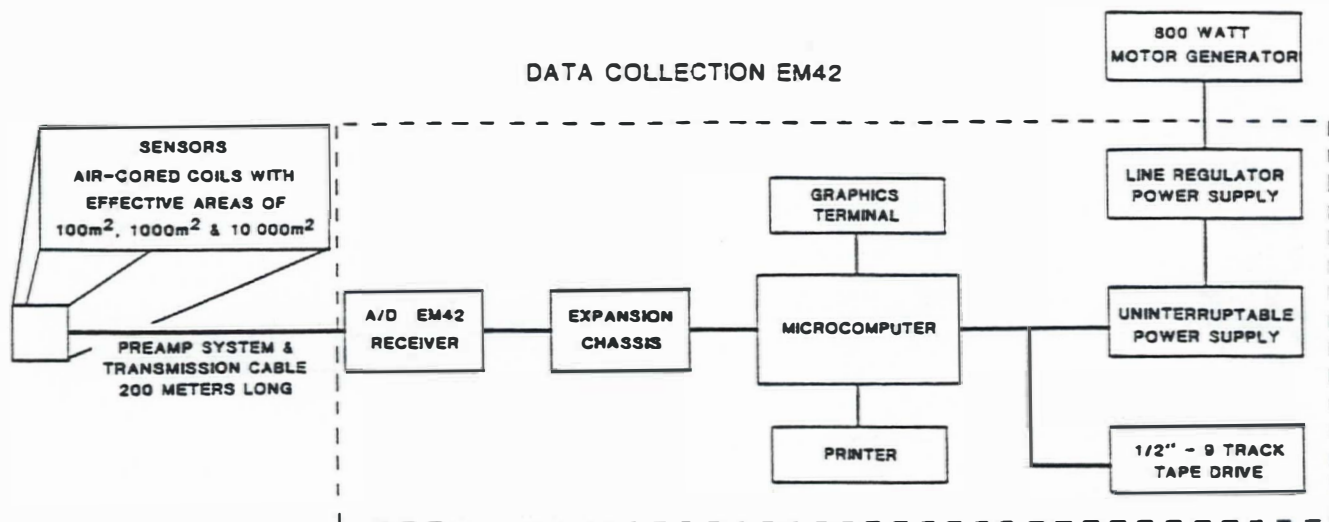 DATA COLLECTION EM42
800 WATT
MOTOR GENERATOR
SENSORS
AIR-CORED COILS WITH
EFFECTIVE AREAS OF
100m², 1000m² & 10 000m²
PREAMP SYSTEM &
TRANSMISSION CABLE
200 METERS LONG
A/D EM42
RECEIVER
EXPANSION
CHASSIS
GRAPHICS
TERMINAL
MICROCOMPUTER
PRINTER
LINE REGULATOR
POWER SUPPLY
UNINTERRUPTABLE
POWER SUPPLY
1/2" - 9 TRACK
TAPE DRIVE